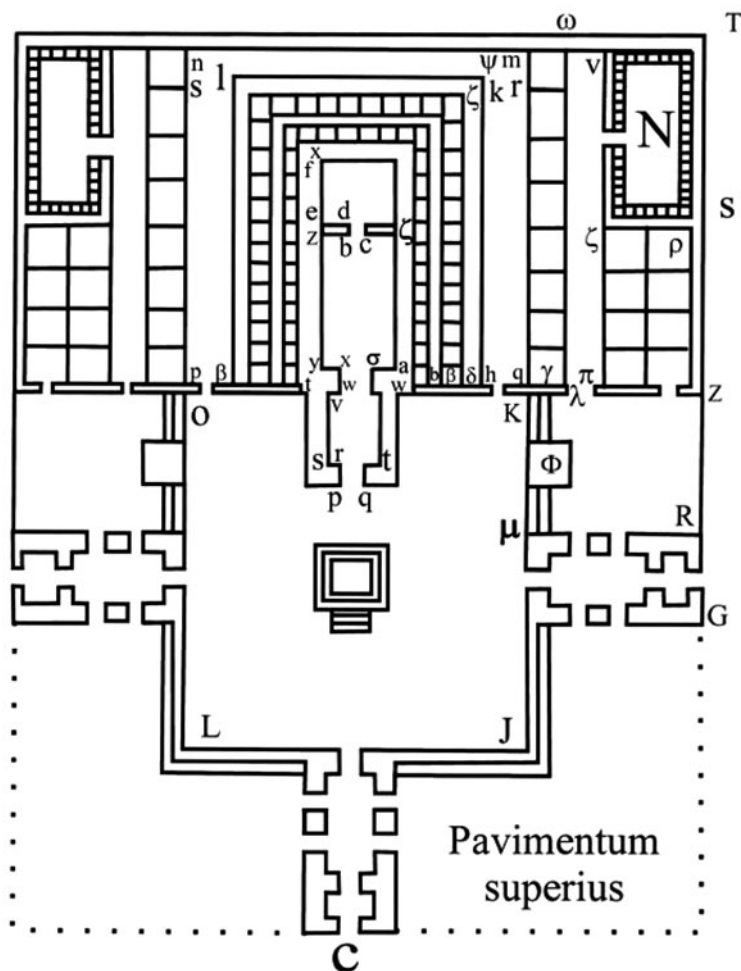 ω T
n ψ m v
s l ζ k r N
x
f
e d s
z b c ζ ζ ρ
y x σ a
p β t w w b β δ h q γ π
v λ z
O K
s r t Φ
p q
μ R
G
L J
Pavimentum
superius
C